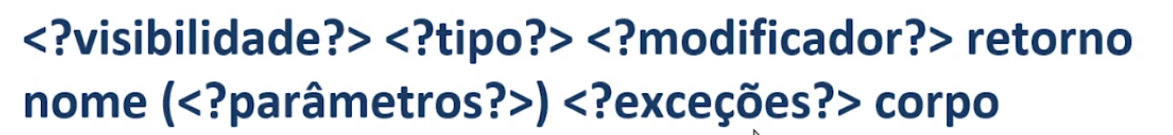 <?visibilidade?> <?tipo?> <?modificador?> retorno
nome (<?parâmetros?>) <?exceções?> corpo